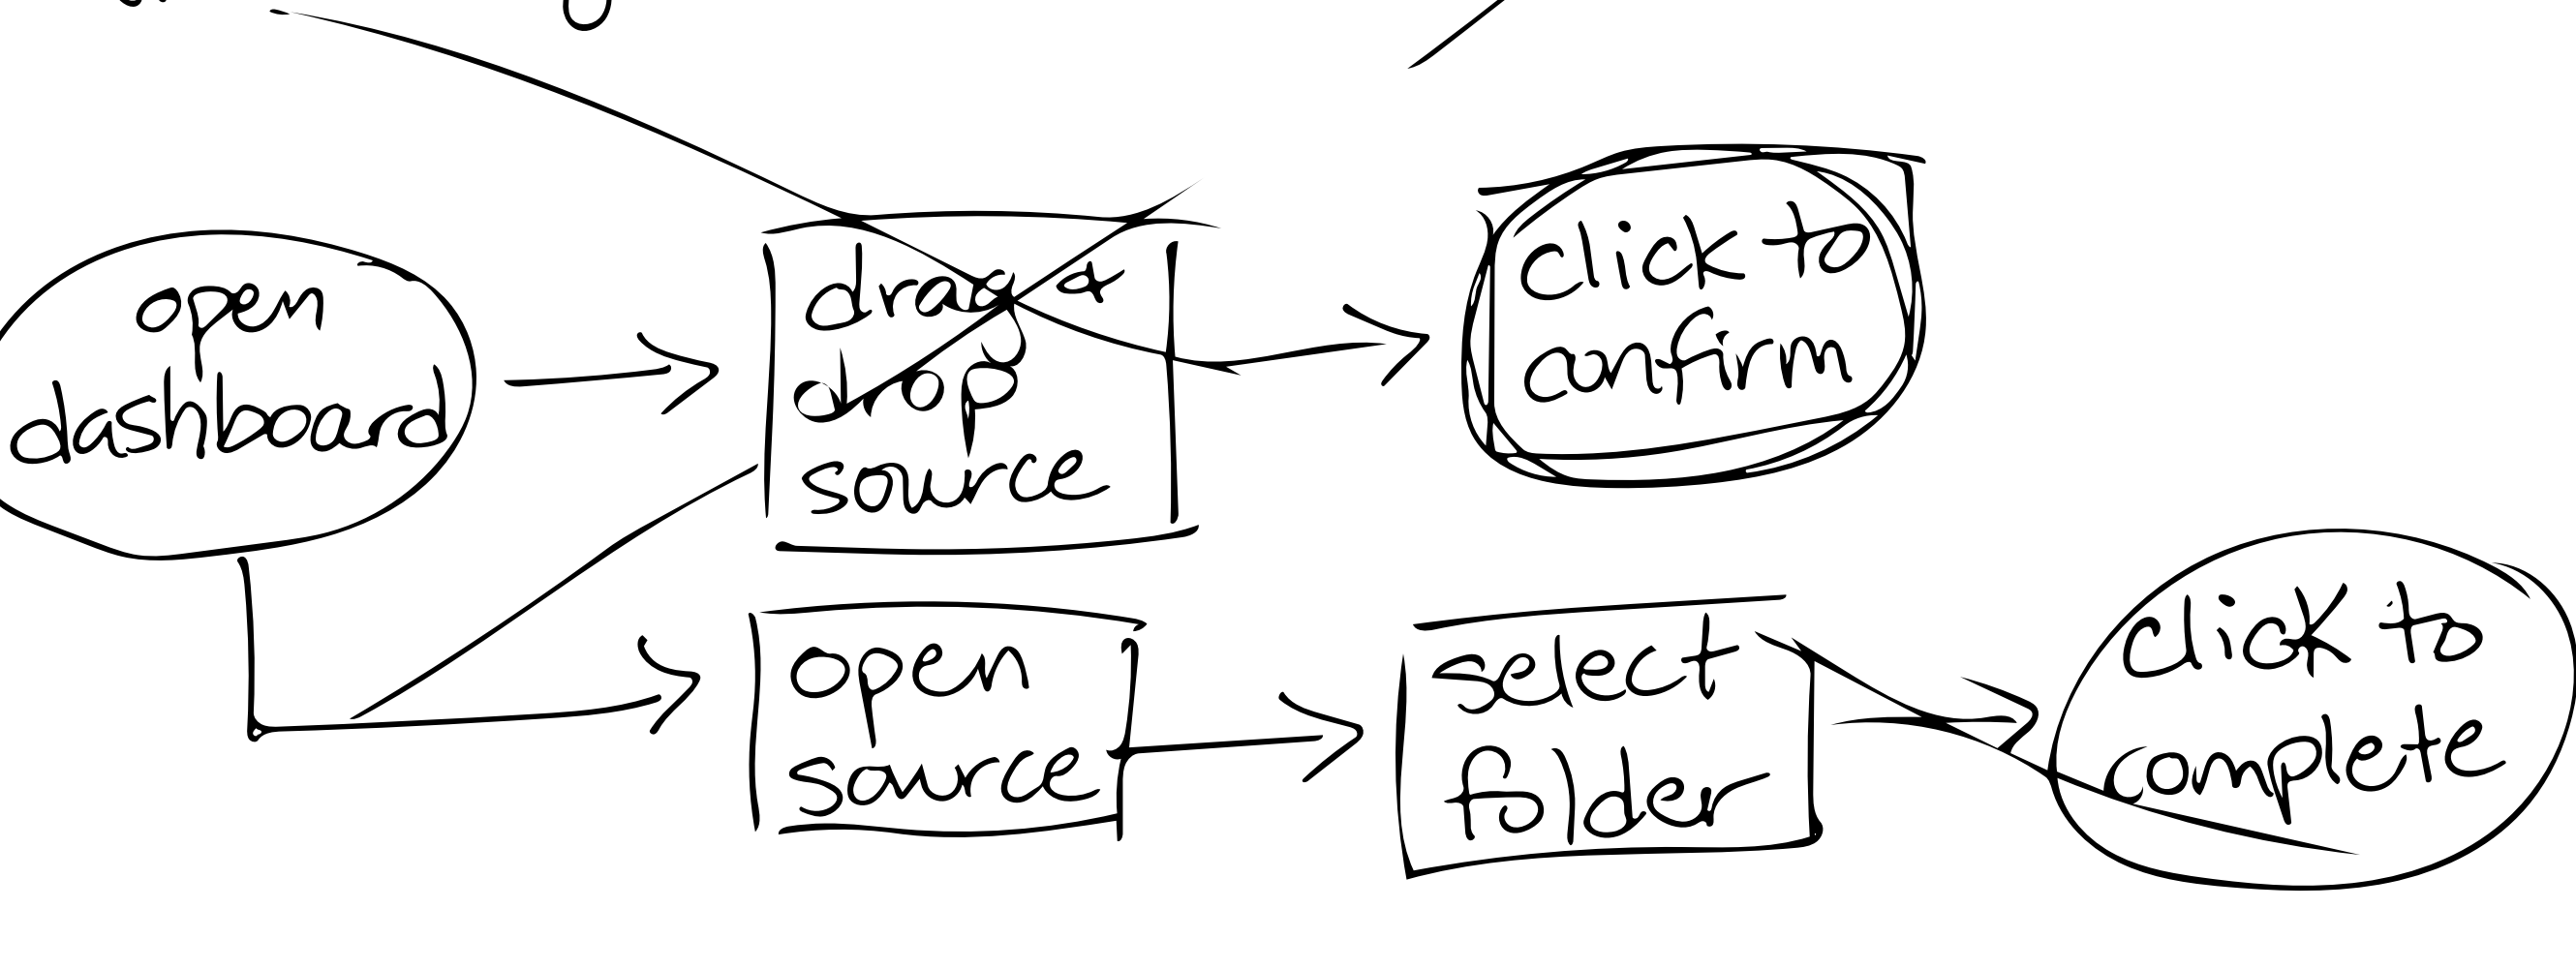 open
dashboard
drag &
drop
source
click to
confirm
open
source
select
folder
click to
complete